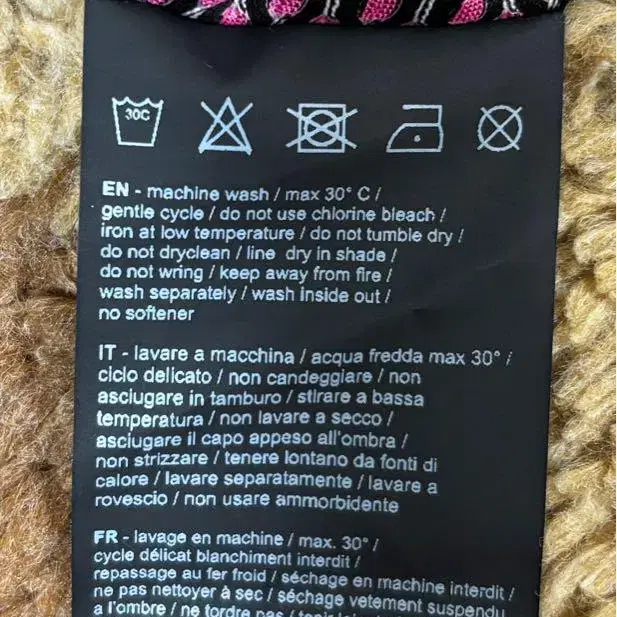 30C
EN - machine wash / max 30° C /
gentle cycle / do not use chlorine bleach /
iron at low temperature / do not tumble dry /
do not dryclean / line dry in shade /
do not wring / keep away from fire /
wash separately / wash inside out /
no softener
IT - lavare a macchina / acqua fredda max 30° /
ciclo delicato / non candeggiare / non
asciugare in tamburo / stirare a bassa
temperatura / non lavare a secco /
asciugare il capo appeso all'ombra /
non strizzare / tenere lontano da fonti di
calore / lavare separatamente / lavare a
rovescio / non usare ammorbidente
FR - lavage en machine / max. 30° /
cycle délicat blanchiment interdit /
repassage au fer froid / séchage en machine interdit /
ne pas nettoyer à sec / séchage vetement suspendu
a l'ombre / ne tordre pas /